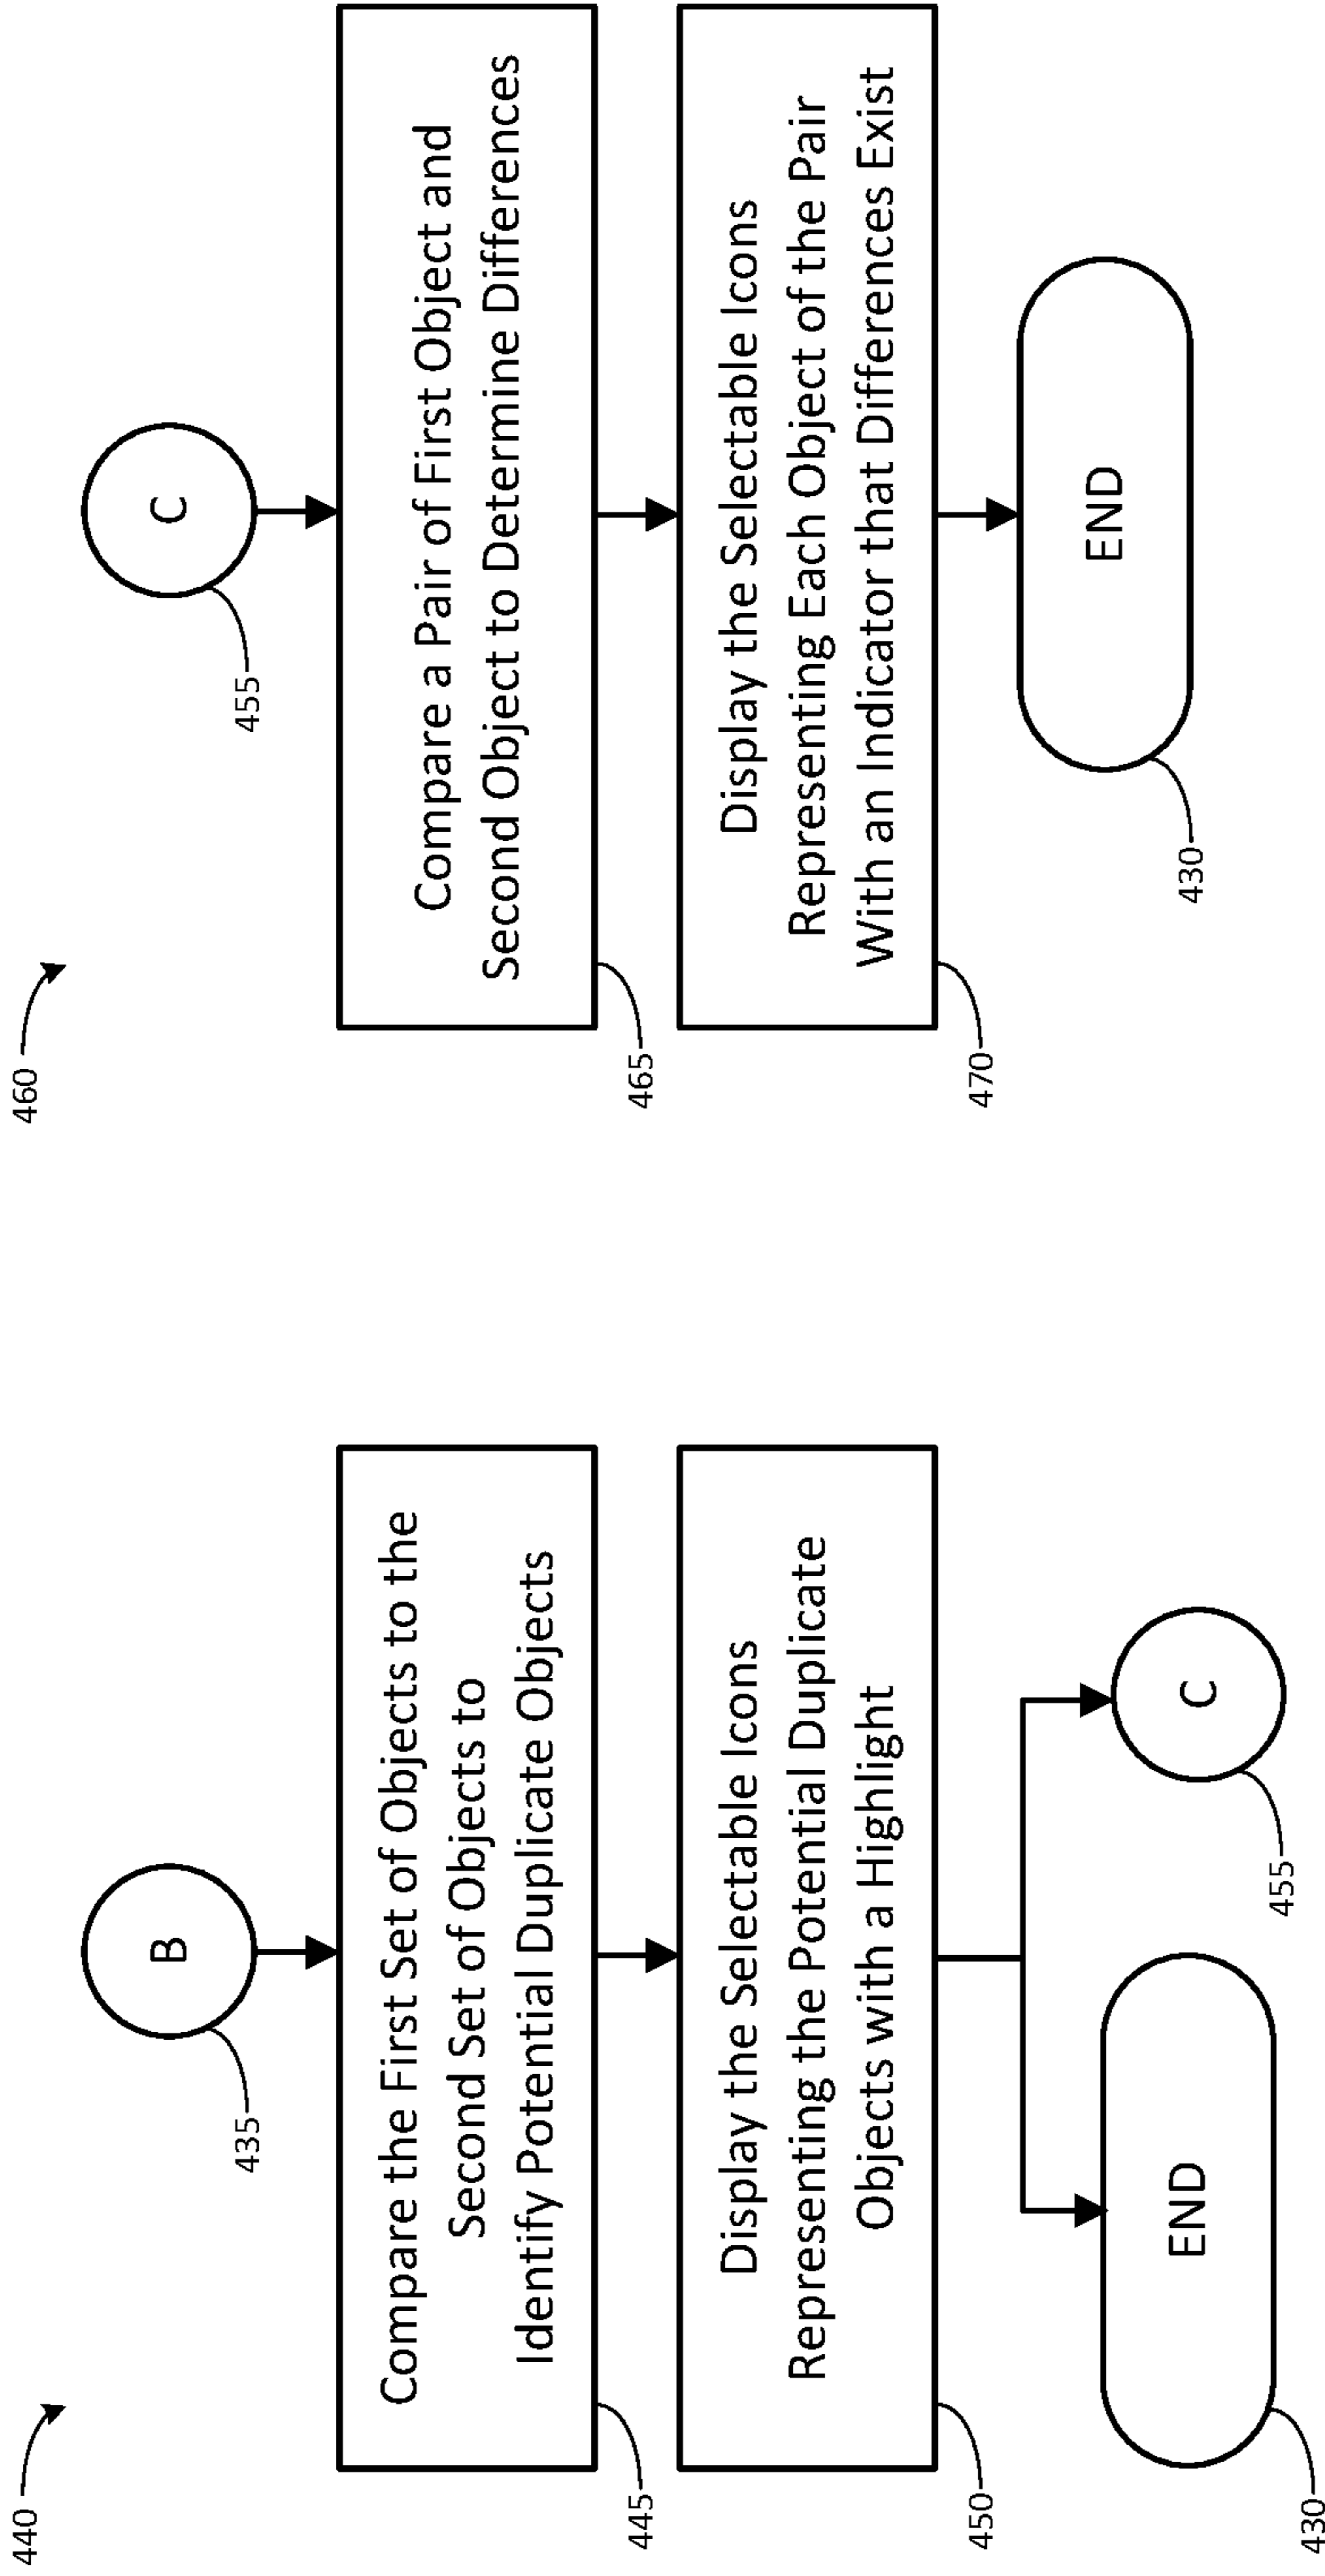 440
B
435
Compare the First Set of Objects to the
Second Set of Objects to
Identify Potential Duplicate Objects
445
Display the Selectable Icons
Representing the Potential Duplicate
Objects with a Highlight
450
END
430
C
455
460
C
455
Compare a Pair of First Object and
Second Object to Determine Differences
465
Display the Selectable Icons
Representing Each Object of the Pair
With an Indicator that Differences Exist
470
END
430